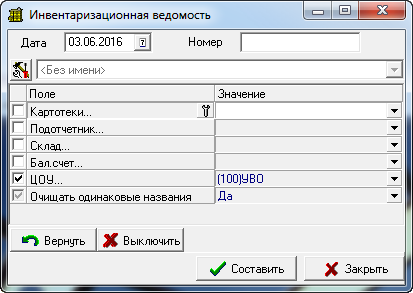 Инвентаризационная ведомость
Дата 03.06.2016 ? Номер
<Без имени>
Поле Значение
Картотеки...
Подотчетник...
Склад...
Бал.счет...
ЦОУ... (100)УВО
Очищать одинаковые названия Да
Вернуть Выключить
Составить Закрыть